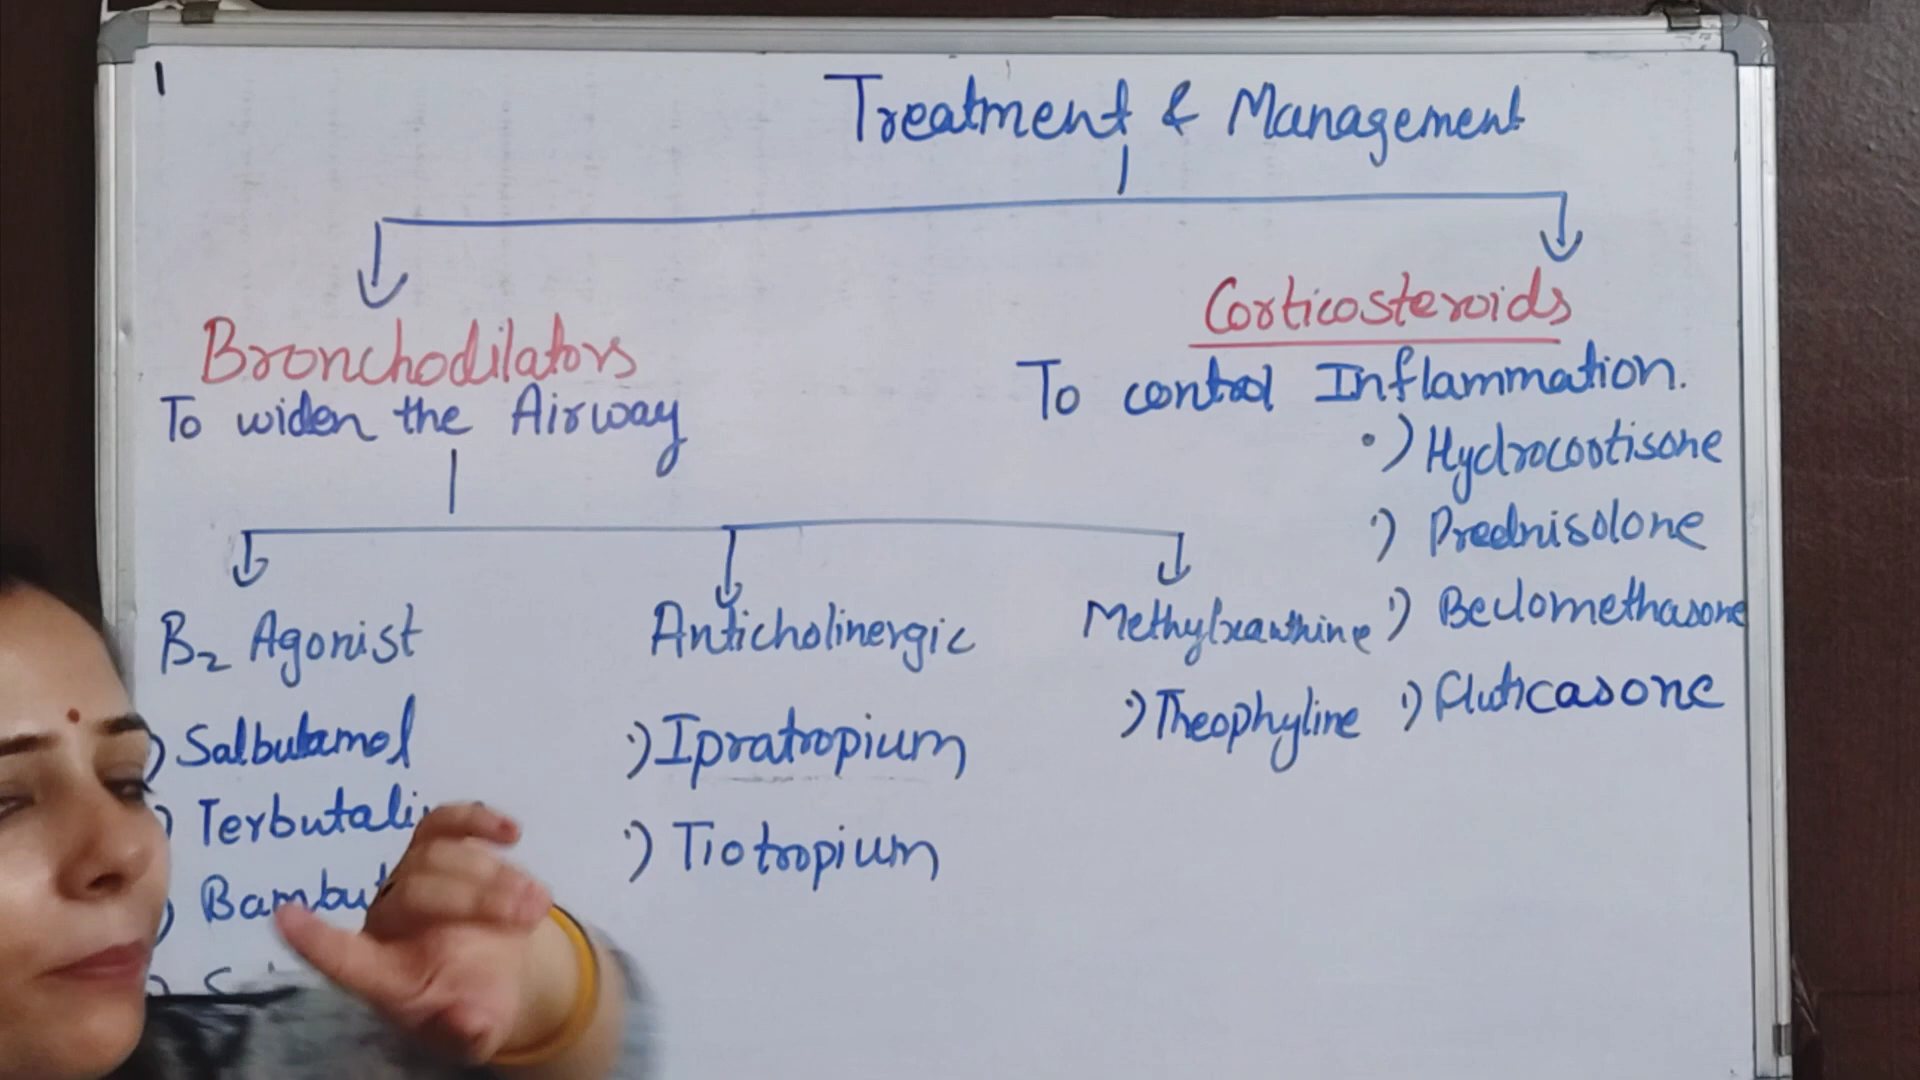 Treatment & Management
Bronchodilators
To widen the Airway
Corticosteroids
To control Inflammation.
Hydrocortisone
Prednisolone
Beclomethasone
Fluticasone
B2 Agonist
Salbutamol
Anticholinergic
Ipratropium
Tiotropium
Methylxanthine
Theophyline